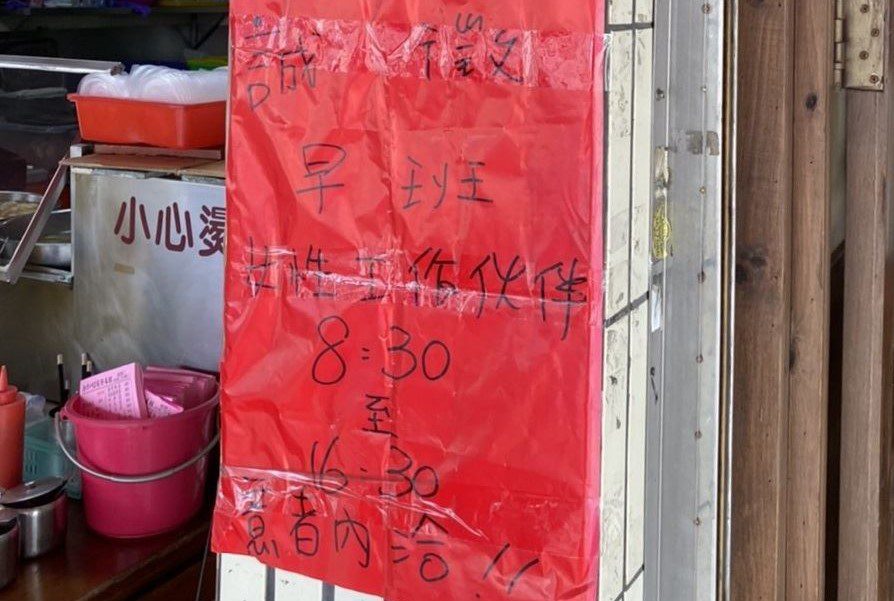 誠徵
早班
女性工作伙伴
8:30
至
16:30
意者內洽!!
小心燙